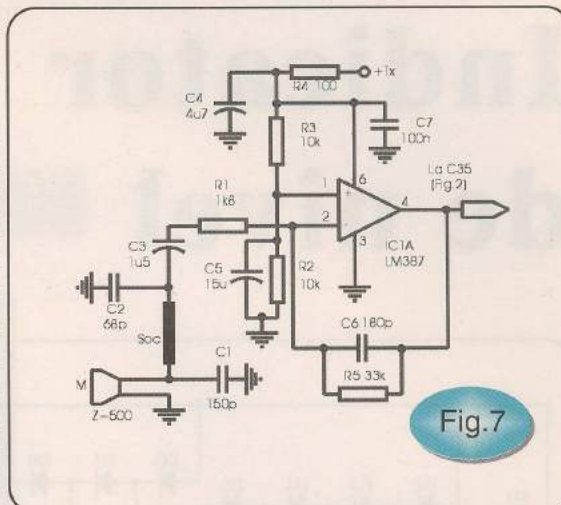 R4 100
+Tx
C4
4u7
R3
10k
C7
100n
La C35
(Fig.2)
R1
1k6
1
6
4
2
3
IC1A
LM387
C3
1u5
C5
15u
R2
10k
C2
68p
Soc
C6 180p
R5 33k
C1
150p
M
Z-500
Fig.7